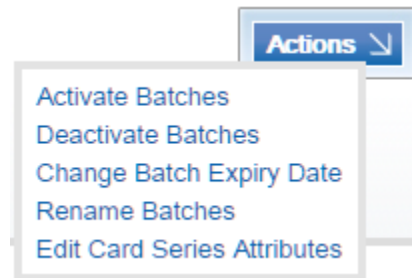 Actions
Activate Batches
Deactivate Batches
Change Batch Expiry Date
Rename Batches
Edit Card Series Attributes